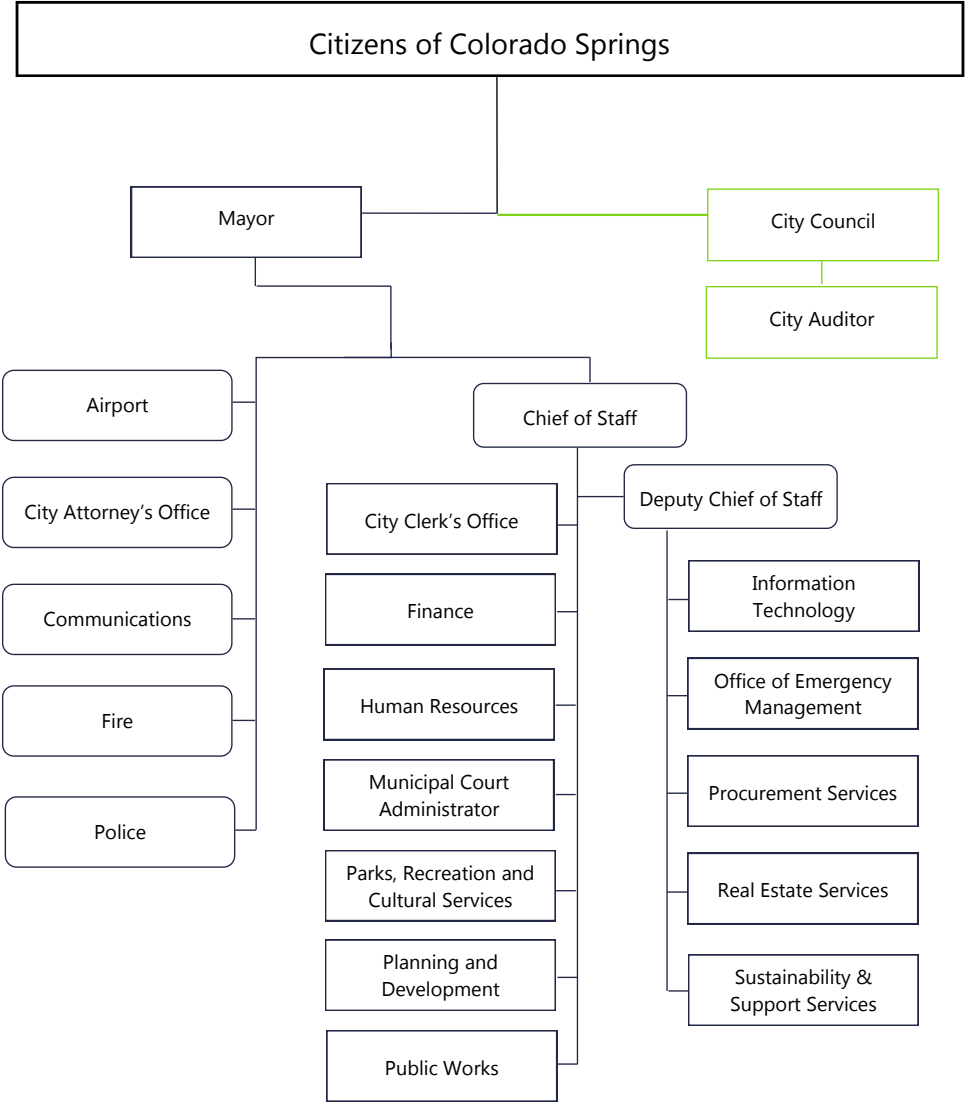 Citizens of Colorado Springs
Mayor
City Council
City Auditor
Airport
City Attorney’s Office
Communications
Fire
Police
Chief of Staff
City Clerk’s Office
Finance
Human Resources
Municipal Court
Administrator
Parks, Recreation and
Cultural Services
Planning and
Development
Public Works
Deputy Chief of Staff
Information
Technology
Office of Emergency
Management
Procurement Services
Real Estate Services
Sustainability &
Support Services